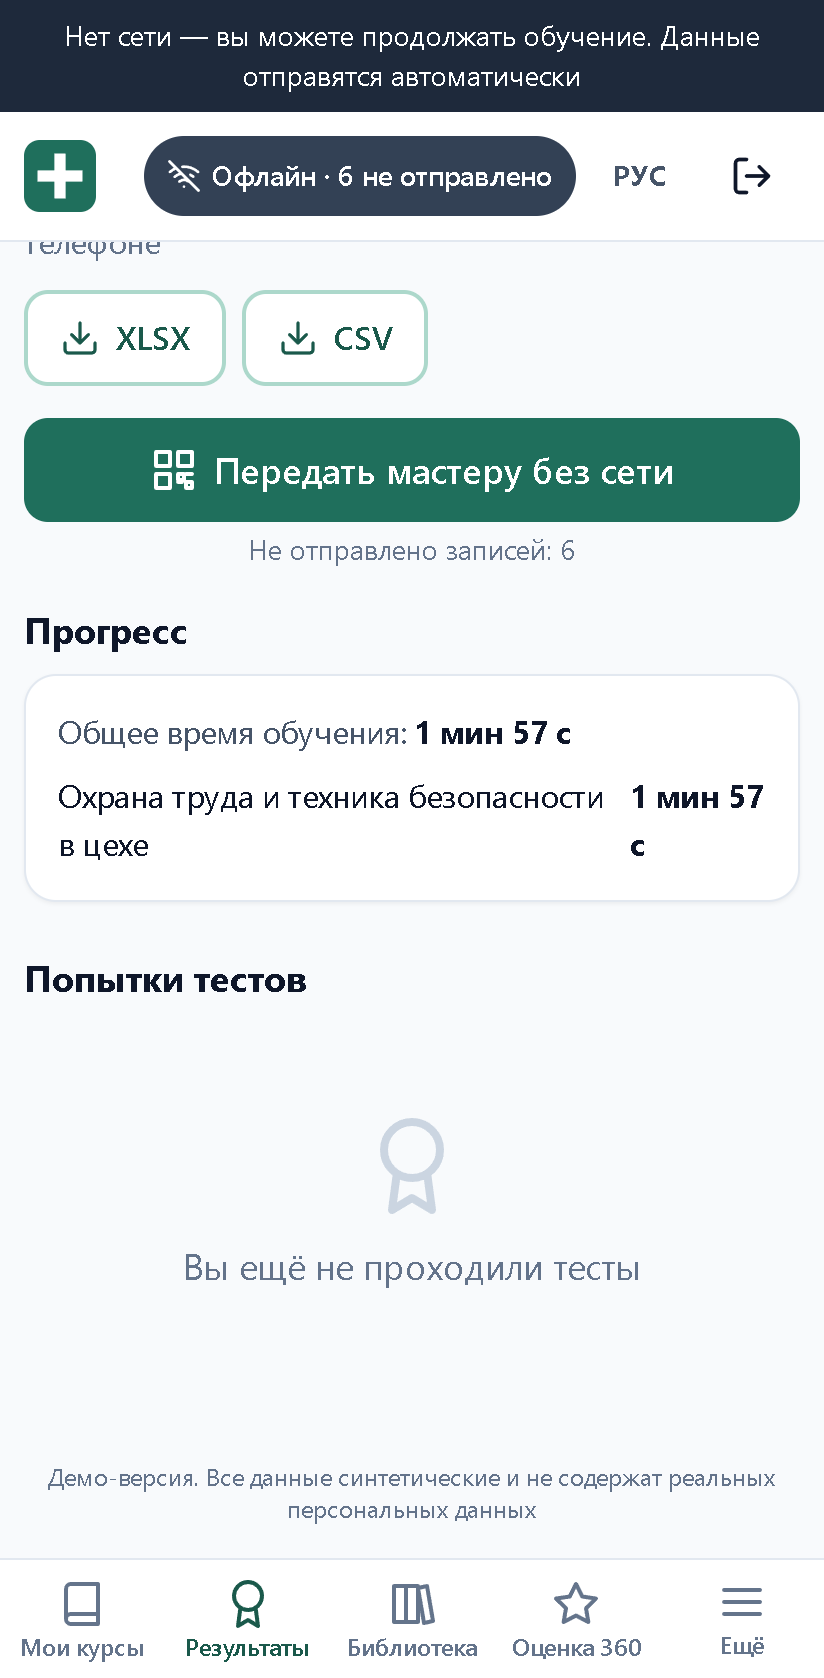 Нет сети — вы можете продолжать обучение. Данные
отправятся автоматически
Офлайн · 6 не отправлено
РУС
телефоне
XLSX
CSV
Передать мастеру без сети
Не отправлено записей: 6
Прогресс
Общее время обучения: 1 мин 57 с
Охрана труда и техника безопасности 1 мин 57
в цехе с
Попытки тестов
Вы ещё не проходили тесты
Демо-версия. Все данные синтетические и не содержат реальных
персональных данных
Мои курсы
Результаты
Библиотека
Оценка 360
Ещё